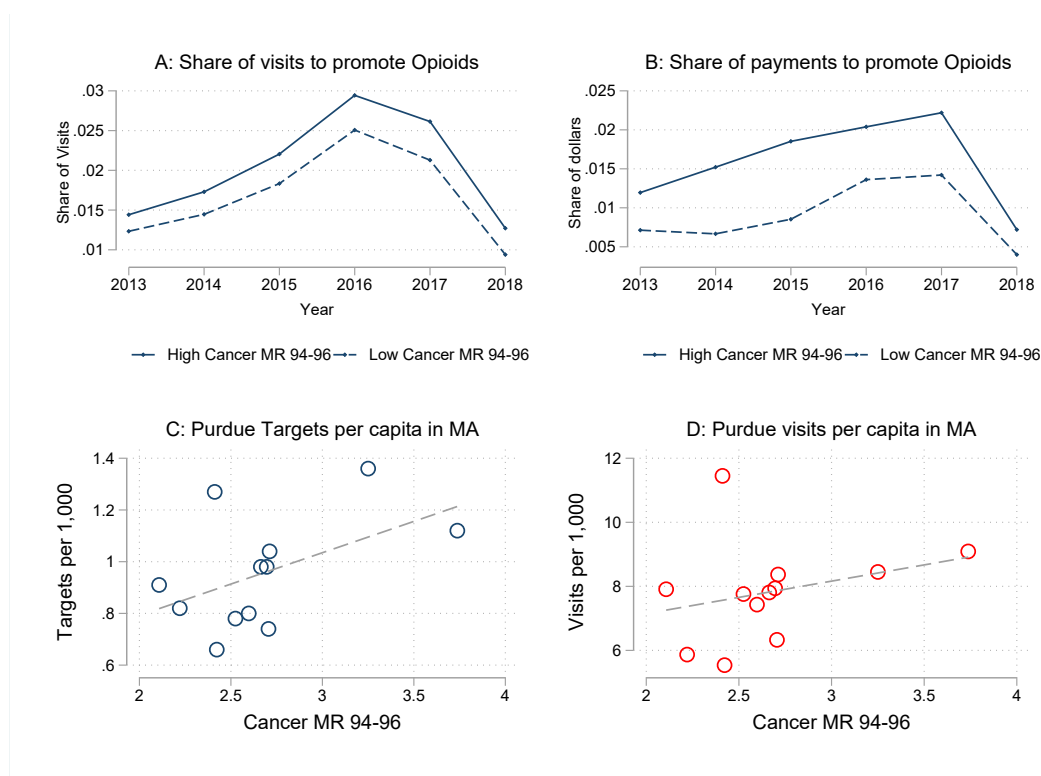 A: Share of visits to promote Opioids
Share of Visits
.03
.025
.02
.015
.01
2013 2014 2015 2016 2017 2018
Year
High Cancer MR 94-96 Low Cancer MR 94-96
B: Share of payments to promote Opioids
Share of dollars
.025
.02
.015
.01
.005
2013 2014 2015 2016 2017 2018
Year
High Cancer MR 94-96 Low Cancer MR 94-96
C: Purdue Targets per capita in MA
Targets per 1,000
1.4
1.2
1
.8
.6
2 2.5 3 3.5 4
Cancer MR 94-96
D: Purdue visits per capita in MA
Visits per 1,000
12
10
8
6
2 2.5 3 3.5 4
Cancer MR 94-96